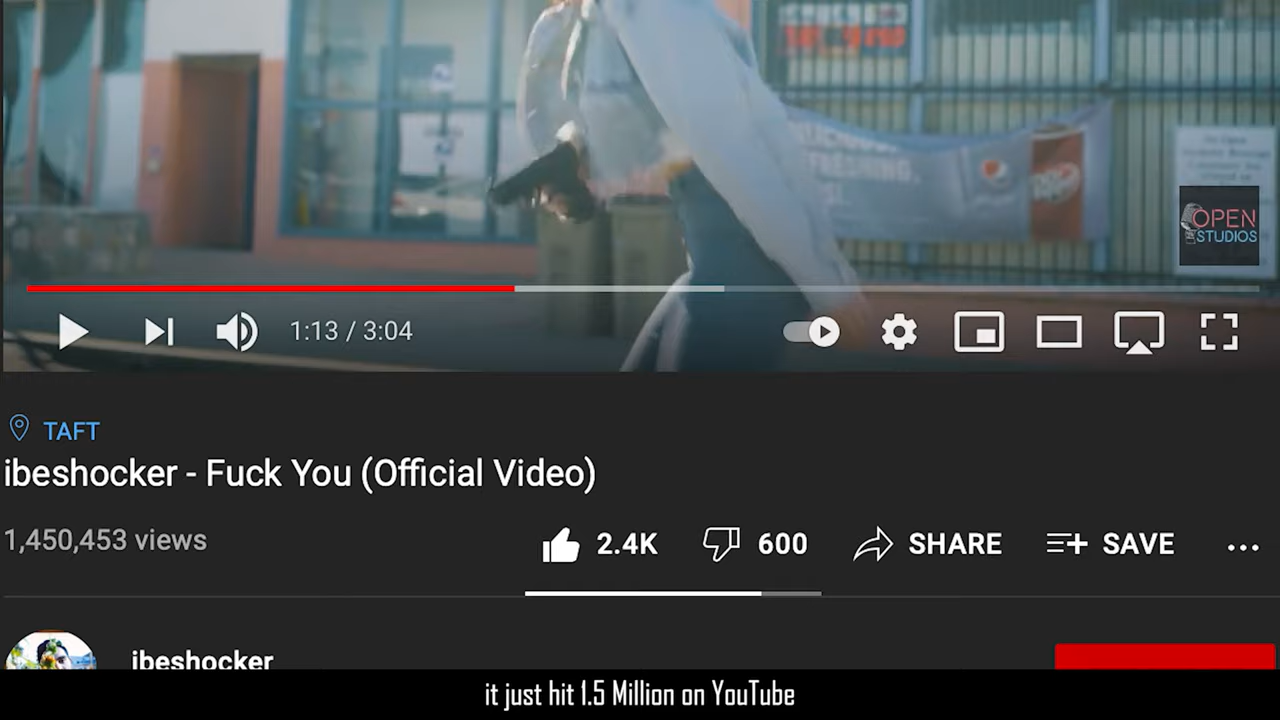 OPEN
STUDIOS
1:13 / 3:04
TAFT
ibeshocker - Fuck You (Official Video)
1,450,453 views
2.4K
600
SHARE
SAVE
ibeshocker
it just hit 1.5 Million on YouTube